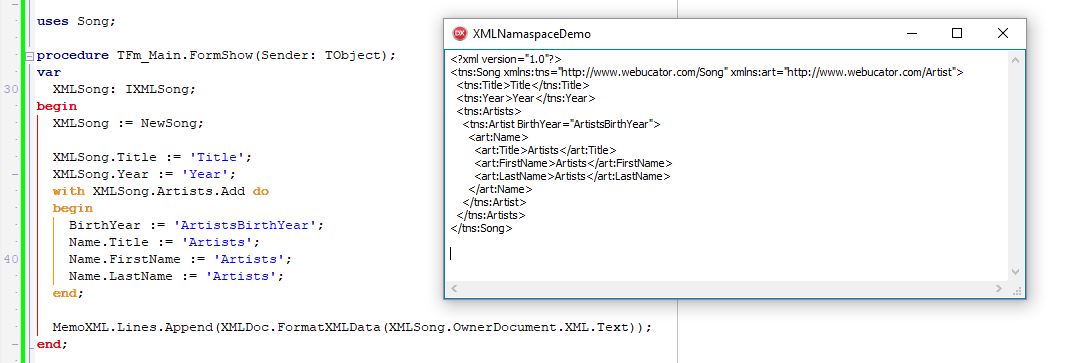 uses Song;
procedure TFm_Main.FormShow(Sender: TObject);
var
30 XMLSong: IXMLSong;
begin
XMLSong := NewSong;
XMLSong.Title := 'Title';
XMLSong.Year := 'Year';
with XMLSong.Artists.Add do
begin
BirthYear := 'ArtistsBirthYear';
Name.Title := 'Artists';
40 Name.FirstName := 'Artists';
Name.LastName := 'Artists';
end;
MemoXML.Lines.Append(XMLDoc.FormatXMLData(XMLSong.OwnerDocument.XML.Text));
end;
DX XMLNamaspaceDemo
<?xml version="1.0"?>
<tns:Song xmlns:tns="http://www.webucator.com/Song" xmlns:art="http://www.webucator.com/Artist">
<tns:Title>Title</tns:Title>
<tns:Year>Year</tns:Year>
<tns:Artists>
<tns:Artist BirthYear="ArtistsBirthYear">
<art:Name>
<art:Title>Artists</art:Title>
<art:FirstName>Artists</art:FirstName>
<art:LastName>Artists</art:LastName>
</art:Name>
</tns:Artist>
</tns:Artists>
</tns:Song>